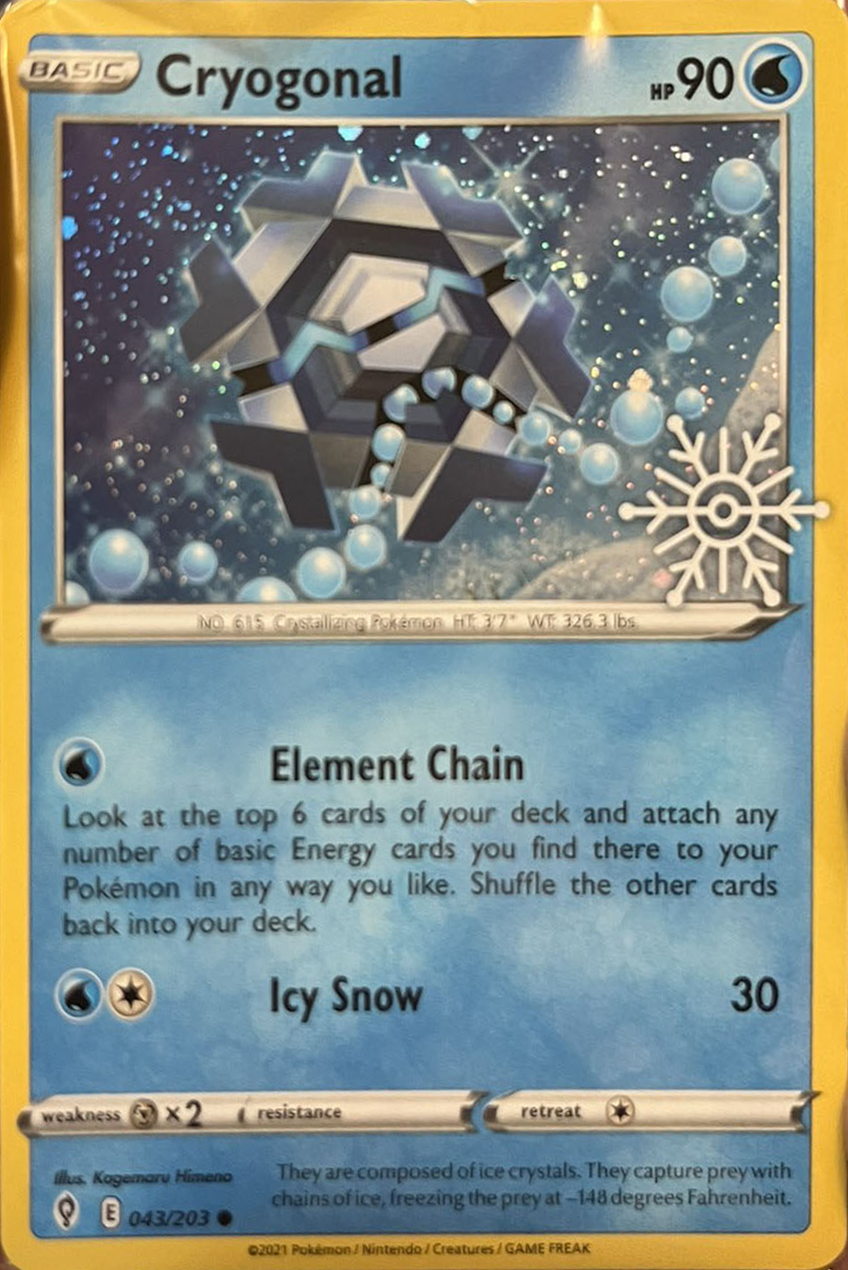 BASIC Cryogonal HP 90
NO. 615 Crystallizing Pokémon HT: 3'7" WT: 326.3 lbs.
Element Chain
Look at the top 6 cards of your deck and attach any
number of basic Energy cards you find there to your
Pokémon in any way you like. Shuffle the other cards
back into your deck.
Icy Snow 30
weakness ×2 resistance retreat
Illus. Kagemaru Himeno
They are composed of ice crystals. They capture prey with
chains of ice, freezing the prey at –148 degrees Fahrenheit.
E 043/203
©2021 Pokémon / Nintendo / Creatures / GAME FREAK